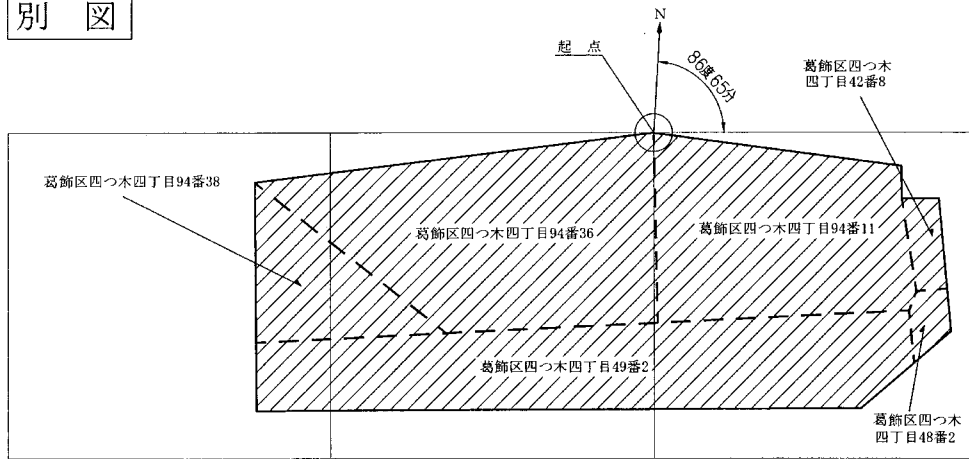 別 図
N
起 点
86度65分
葛飾区四つ木
四丁目42番8
葛飾区四つ木四丁目94番38
葛飾区四つ木四丁目94番36
葛飾区四つ木四丁目94番11
葛飾区四つ木四丁目49番2
葛飾区四つ木
四丁目48番2